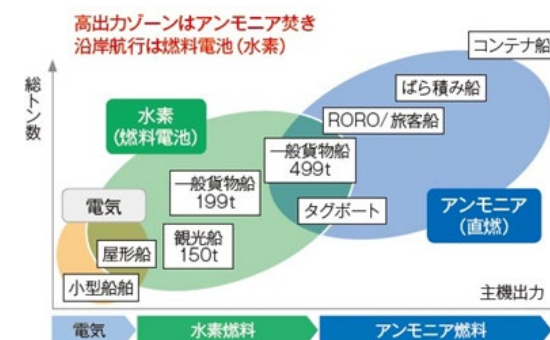 高出力ゾーンはアンモニア焚き
沿岸航行は燃料電池(水素)
総トン数
コンテナ船
ばら積み船
RORO/旅客船
水素
(燃料電池)
一般貨物船
499t
一般貨物船
199t
タグボート
アンモニア
(直燃)
電気
観光船
150t
屋形船
小型船舶
主機出力
電気
水素燃料
アンモニア燃料